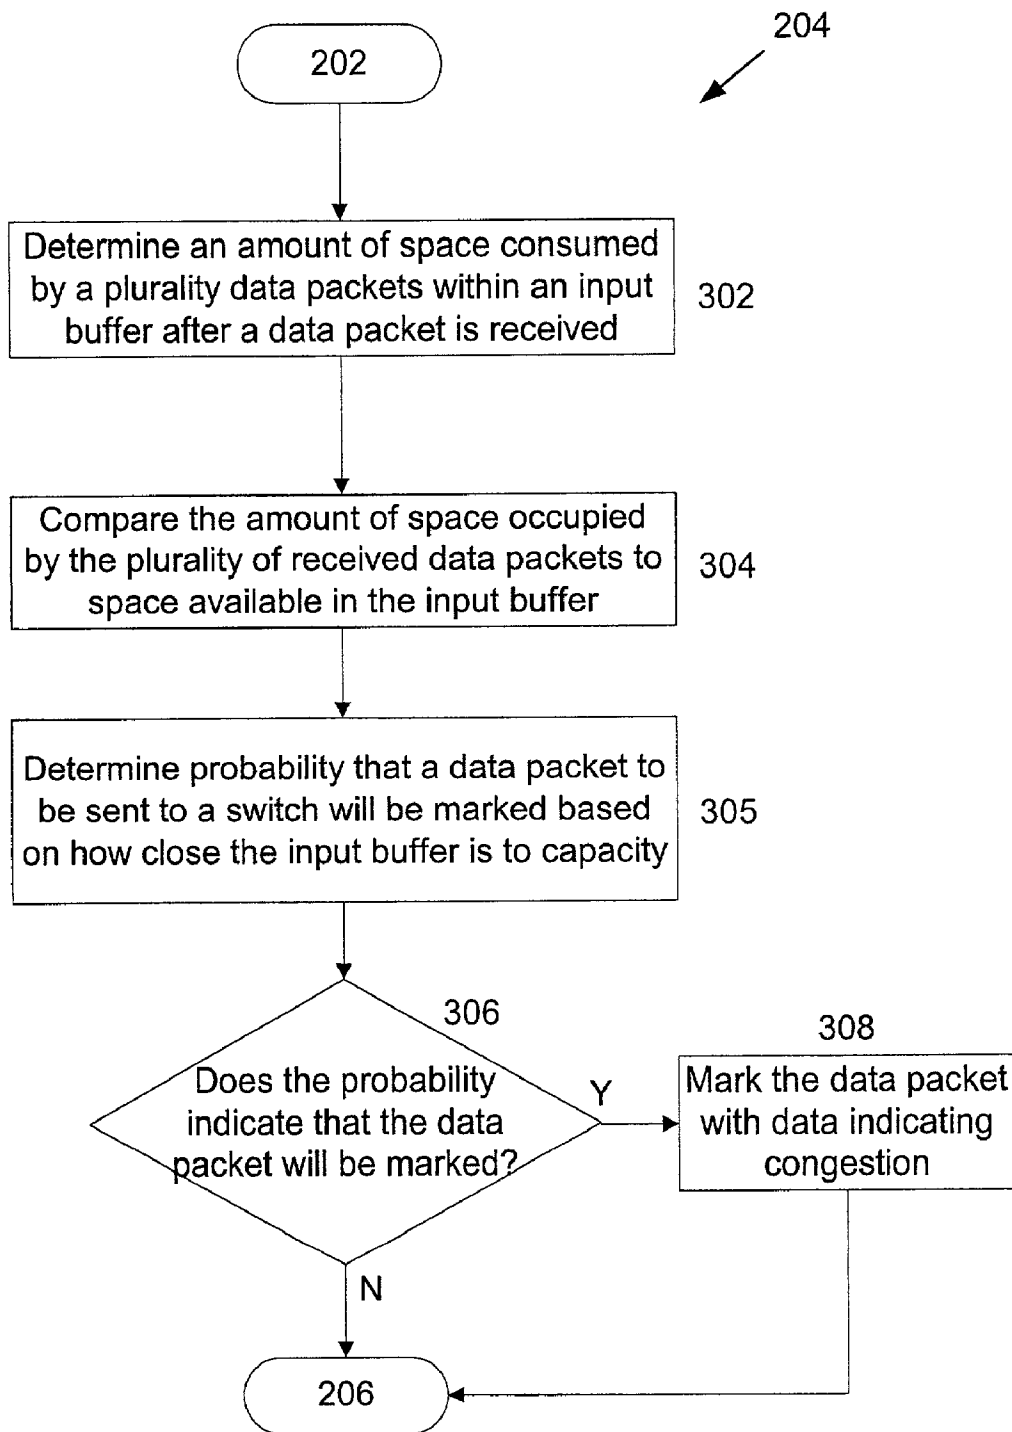 204
202
Determine an amount of space consumed
by a plurality data packets within an input
buffer after a data packet is received
302
Compare the amount of space occupied
by the plurality of received data packets to
space available in the input buffer
304
Determine probability that a data packet to
be sent to a switch will be marked based
on how close the input buffer is to capacity
305
306
Does the probability
indicate that the data
packet will be marked?
Y
308
Mark the data packet
with data indicating
congestion
N
206